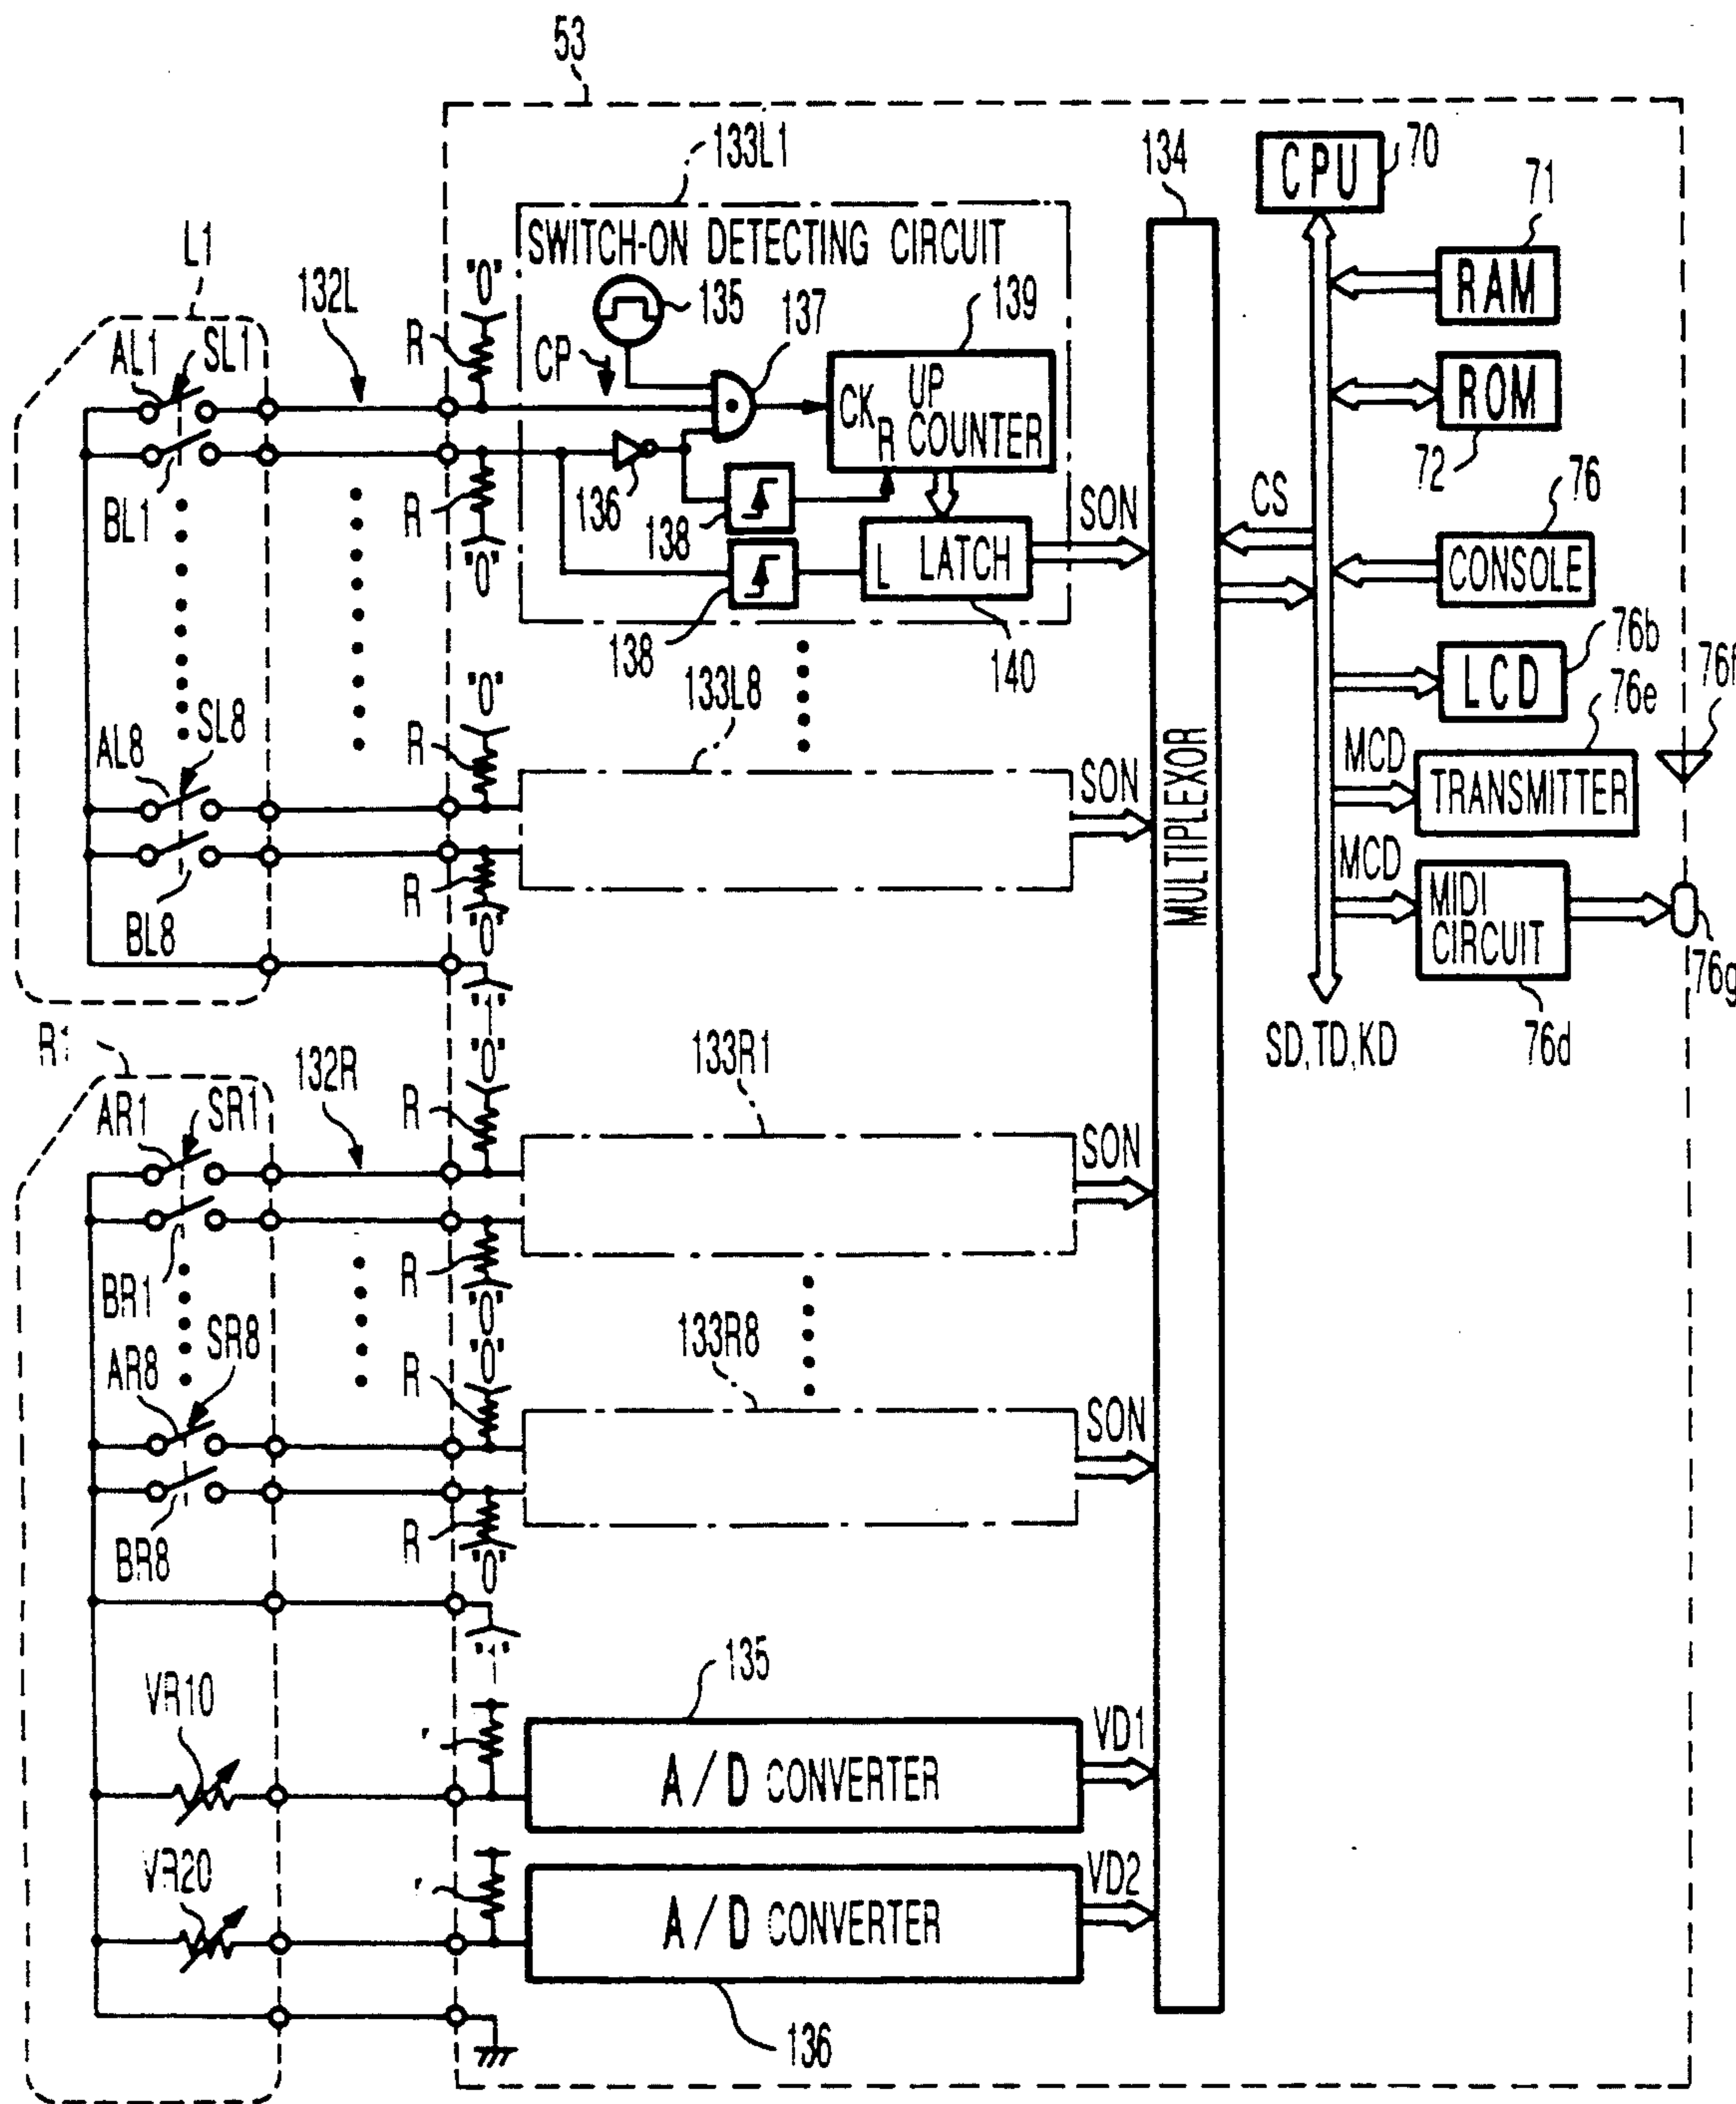 53
133L1
134
CPU
70
71
RAM
L1
132L
"0"
SWITCH-ON DETECTING CIRCUIT
135
137
139
AL1
SL1
R
CP
CK
R
UP
COUNTER
ROM
72
BL1
R
"0"
136
138
138
L
LATCH
140
SON
CS
76
CONSOLE
76b
LCD
76e
76f
133L8
"0"
AL8
SL8
R
SON
MULTIPLEXOR
MCD
TRANSMITTER
BL8
R
"0"
MCD
MIDI
CIRCUIT
76g
76d
"1"
SD,TD,KD
R1
132R
"0"
133R1
AR1
SR1
R
SON
BR1
R
"0"
SR8
"0"
133R8
AR8
R
SON
BR8
R
"0"
"1"
135
VR10
r
A/D CONVERTER
VD1
VR20
r
A/D CONVERTER
VD2
136